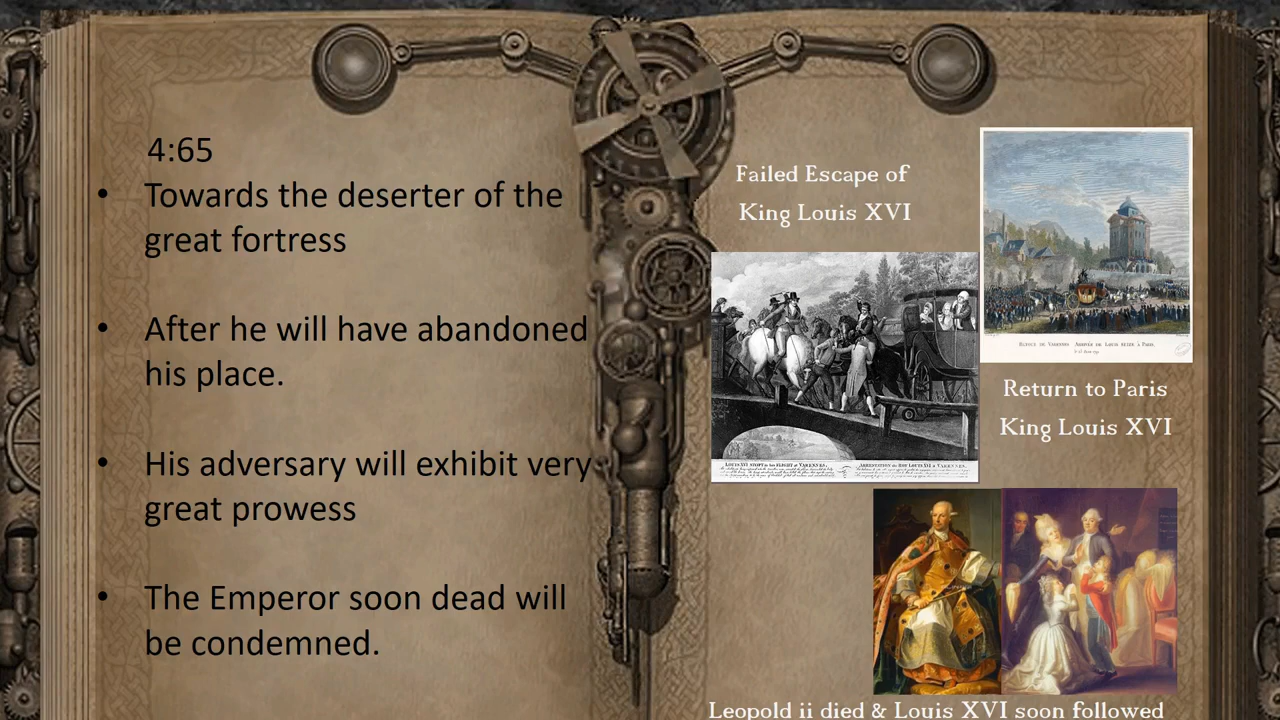 4:65
• Towards the deserter of the
great fortress
• After he will have abandoned
his place.
• His adversary will exhibit very
great prowess
• The Emperor soon dead will
be condemned.
Failed Escape of
King Louis XVI
Return to Paris
King Louis XVI
Leopold ii died & Louis XVI soon followed